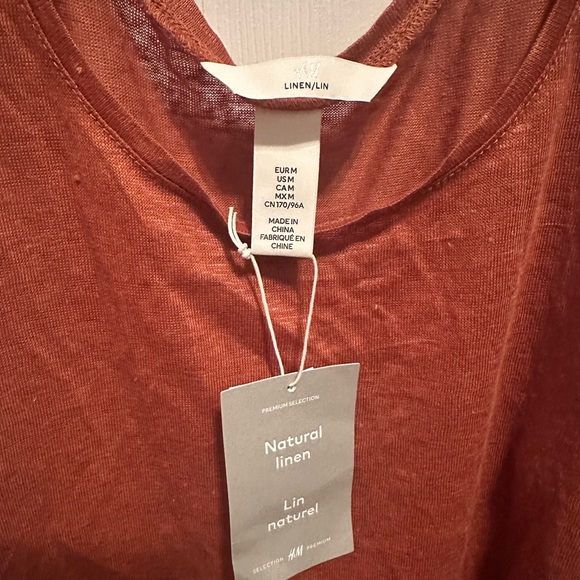 H&M
LINEN/LIN
EUR M
US M
CA M
MX M
CN 170/96A
MADE IN
CHINA
FABRIQUÉ EN
CHINE
PREMIUM SELECTION
Natural
linen
Lin
naturel
SELECTION H&M PREMIUM